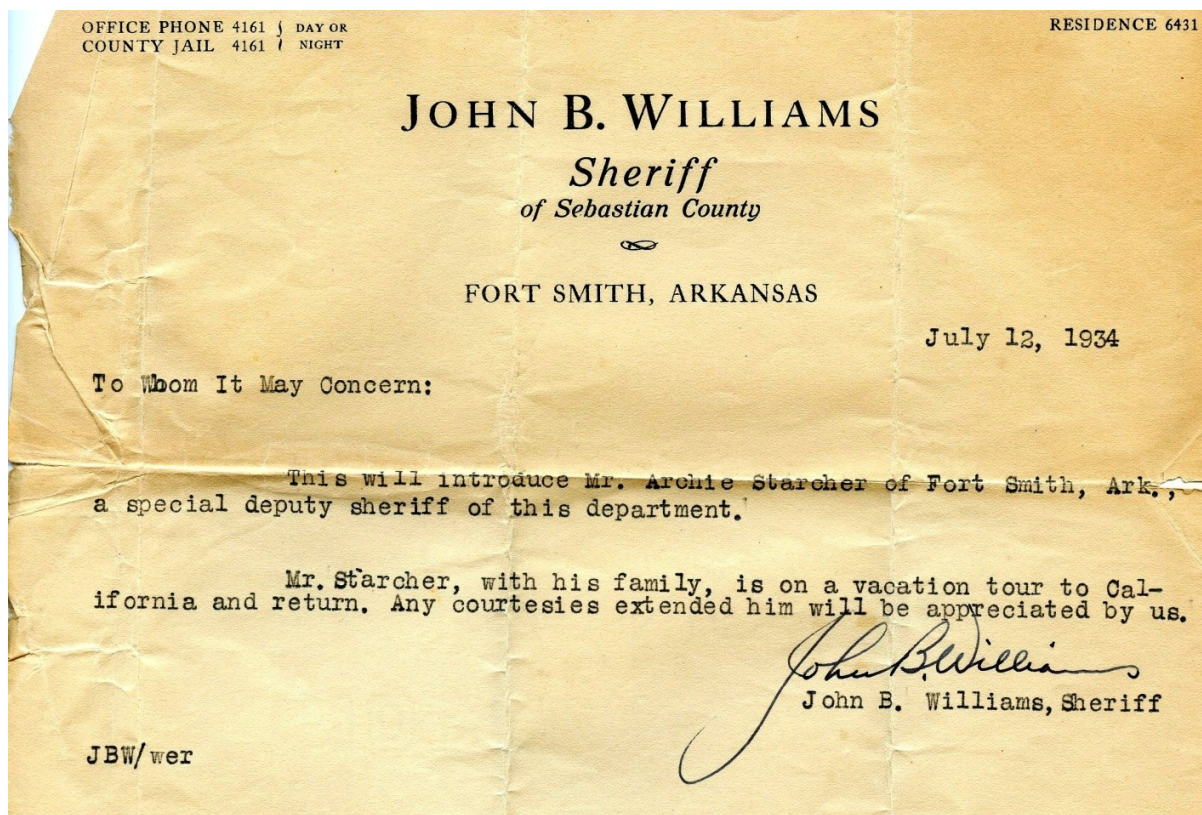 OFFICE PHONE 4161 } DAY OR
COUNTY JAIL 4161 } NIGHT
RESIDENCE 6431
JOHN B. WILLIAMS
Sheriff
of Sebastian County
FORT SMITH, ARKANSAS
July 12, 1934
To Whom It May Concern:
This will introduce Mr. Archie Starcher of Fort Smith, Ark.,
a special deputy sheriff of this department.
Mr. Starcher, with his family, is on a vacation tour to Cal-
ifornia and return. Any courtesies extended him will be appreciated by us.
John B. Williams
John B. Williams, Sheriff
JBW/wer